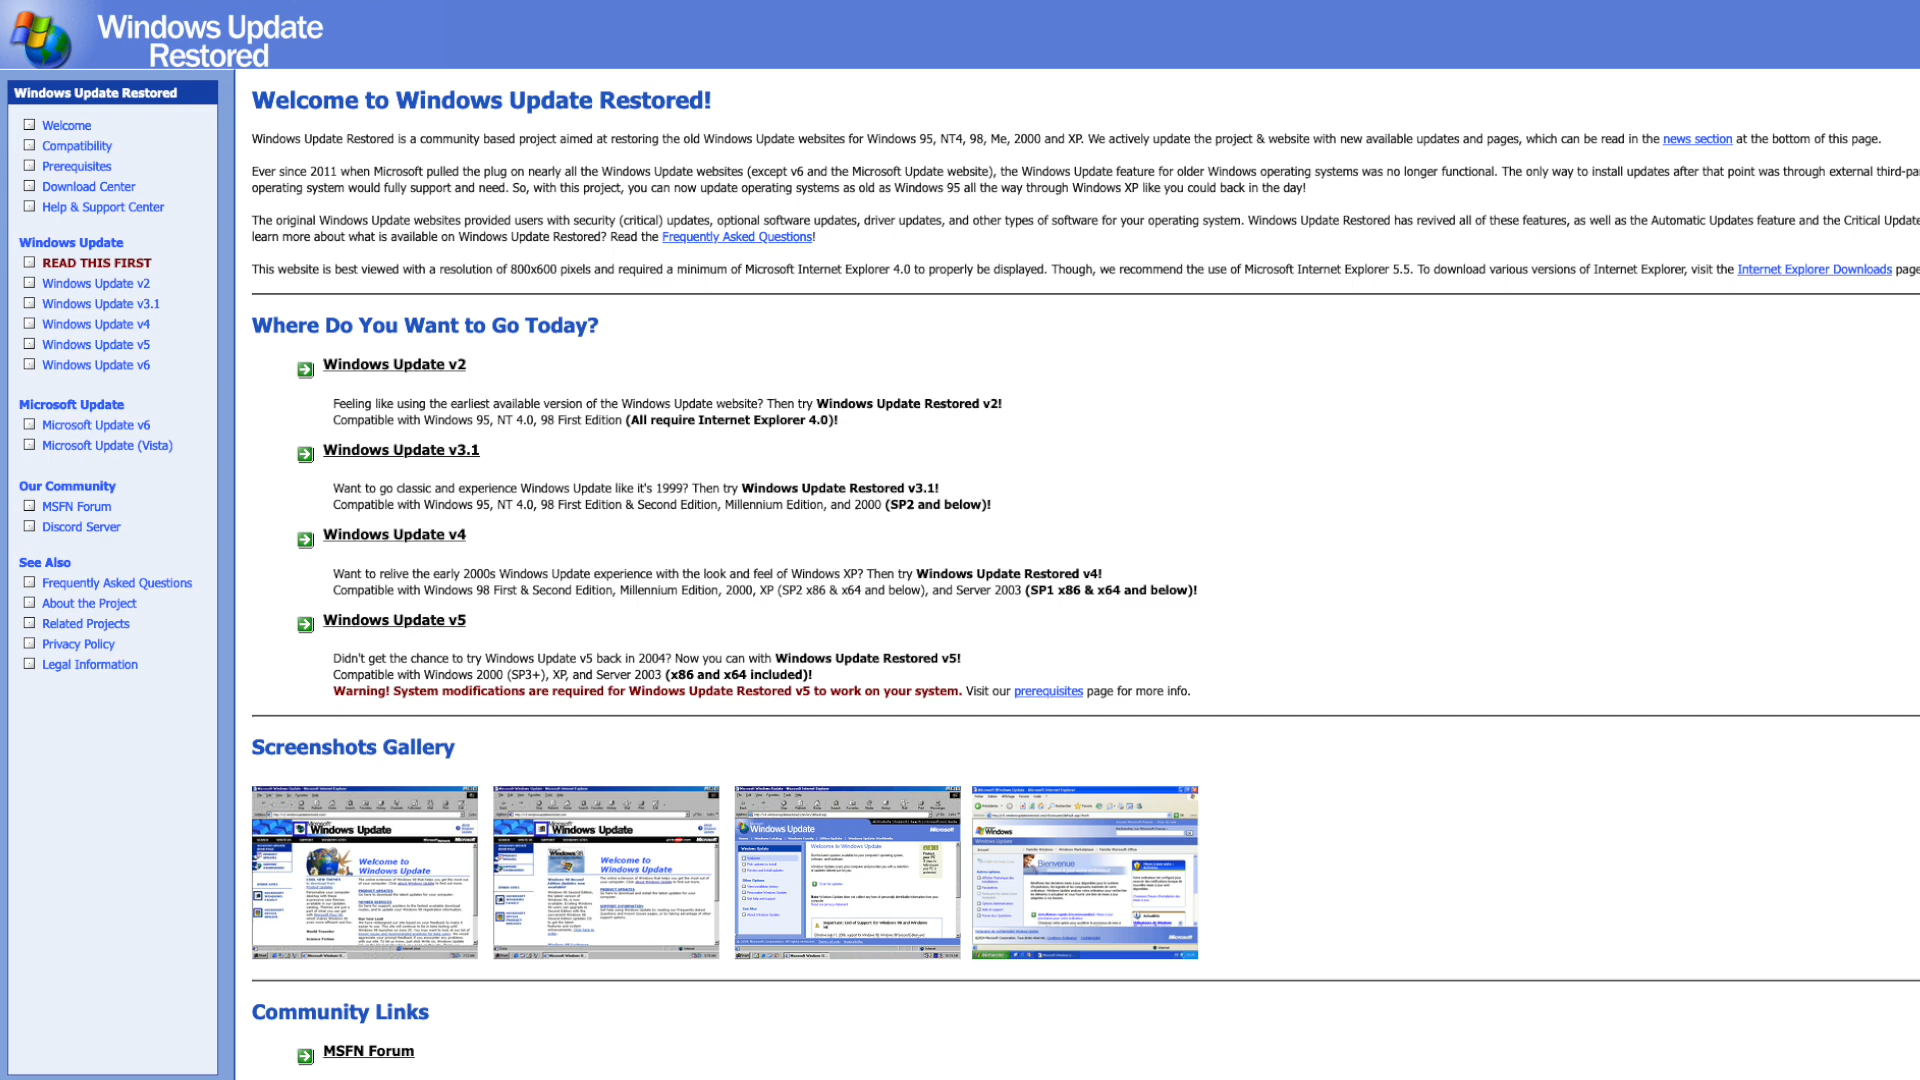 Windows Update
Restored
Windows Update Restored
Welcome
Compatibility
Prerequisites
Download Center
Help & Support Center
Windows Update
READ THIS FIRST
Windows Update v2
Windows Update v3.1
Windows Update v4
Windows Update v5
Windows Update v6
Microsoft Update
Microsoft Update v6
Microsoft Update (Vista)
Our Community
MSFN Forum
Discord Server
See Also
Frequently Asked Questions
About the Project
Related Projects
Privacy Policy
Legal Information
Welcome to Windows Update Restored!
Windows Update Restored is a community based project aimed at restoring the old Windows Update websites for Windows 95, NT4, 98, Me, 2000 and XP. We actively update the project & website with new available updates and pages, which can be read in the news section at the bottom of this page.
Ever since 2011 when Microsoft pulled the plug on nearly all the Windows Update websites (except v6 and the Microsoft Update website), the Windows Update feature for older Windows operating systems was no longer functional. The only way to install updates after that point was through external third-pa
operating system would fully support and need. So, with this project, you can now update operating systems as old as Windows 95 all the way through Windows XP like you could back in the day!
The original Windows Update websites provided users with security (critical) updates, optional software updates, driver updates, and other types of software for your operating system. Windows Update Restored has revived all of these features, as well as the Automatic Updates feature and the Critical Update
learn more about what is available on Windows Update Restored? Read the Frequently Asked Questions!
This website is best viewed with a resolution of 800x600 pixels and required a minimum of Microsoft Internet Explorer 4.0 to properly be displayed. Though, we recommend the use of Microsoft Internet Explorer 5.5. To download various versions of Internet Explorer, visit the Internet Explorer Downloads page
Where Do You Want to Go Today?
Windows Update v2
Feeling like using the earliest available version of the Windows Update website? Then try Windows Update Restored v2!
Compatible with Windows 95, NT 4.0, 98 First Edition (All require Internet Explorer 4.0)!
Windows Update v3.1
Want to go classic and experience Windows Update like it's 1999? Then try Windows Update Restored v3.1!
Compatible with Windows 95, NT 4.0, 98 First Edition & Second Edition, Millennium Edition, and 2000 (SP2 and below)!
Windows Update v4
Want to relive the early 2000s Windows Update experience with the look and feel of Windows XP? Then try Windows Update Restored v4!
Compatible with Windows 98 First & Second Edition, Millennium Edition, 2000, XP (SP2 x86 & x64 and below), and Server 2003 (SP1 x86 & x64 and below)!
Windows Update v5
Didn't get the chance to try Windows Update v5 back in 2004? Now you can with Windows Update Restored v5!
Compatible with Windows 2000 (SP3+), XP, and Server 2003 (x86 and x64 included)!
Warning! System modifications are required for Windows Update Restored v5 to work on your system. Visit our prerequisites page for more info.
Screenshots Gallery
Windows Update
Welcome to
Windows Update
Windows Update
Welcome to
Windows Update
Windows Update
Welcome to Windows Update
Windows
Bienvenue
Community Links
MSFN Forum